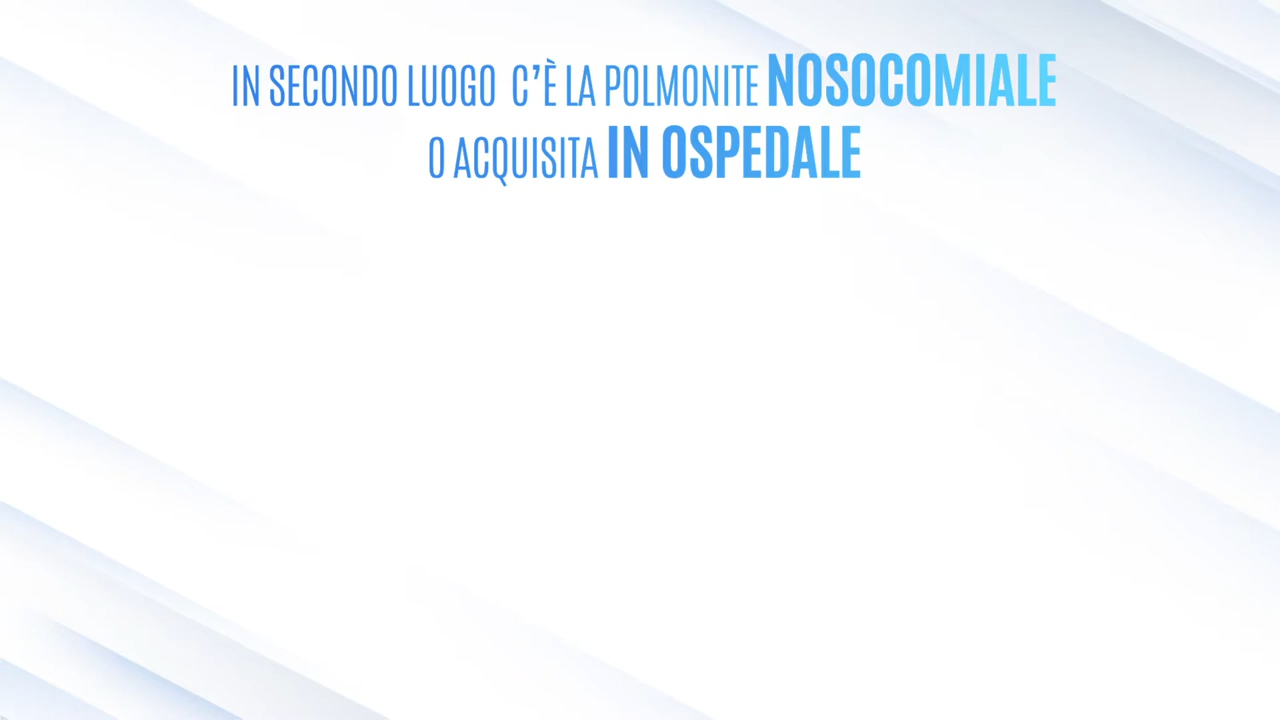 IN SECONDO LUOGO C'È LA POLMONITE NOSOCOMIALE
O ACQUISITA IN OSPEDALE